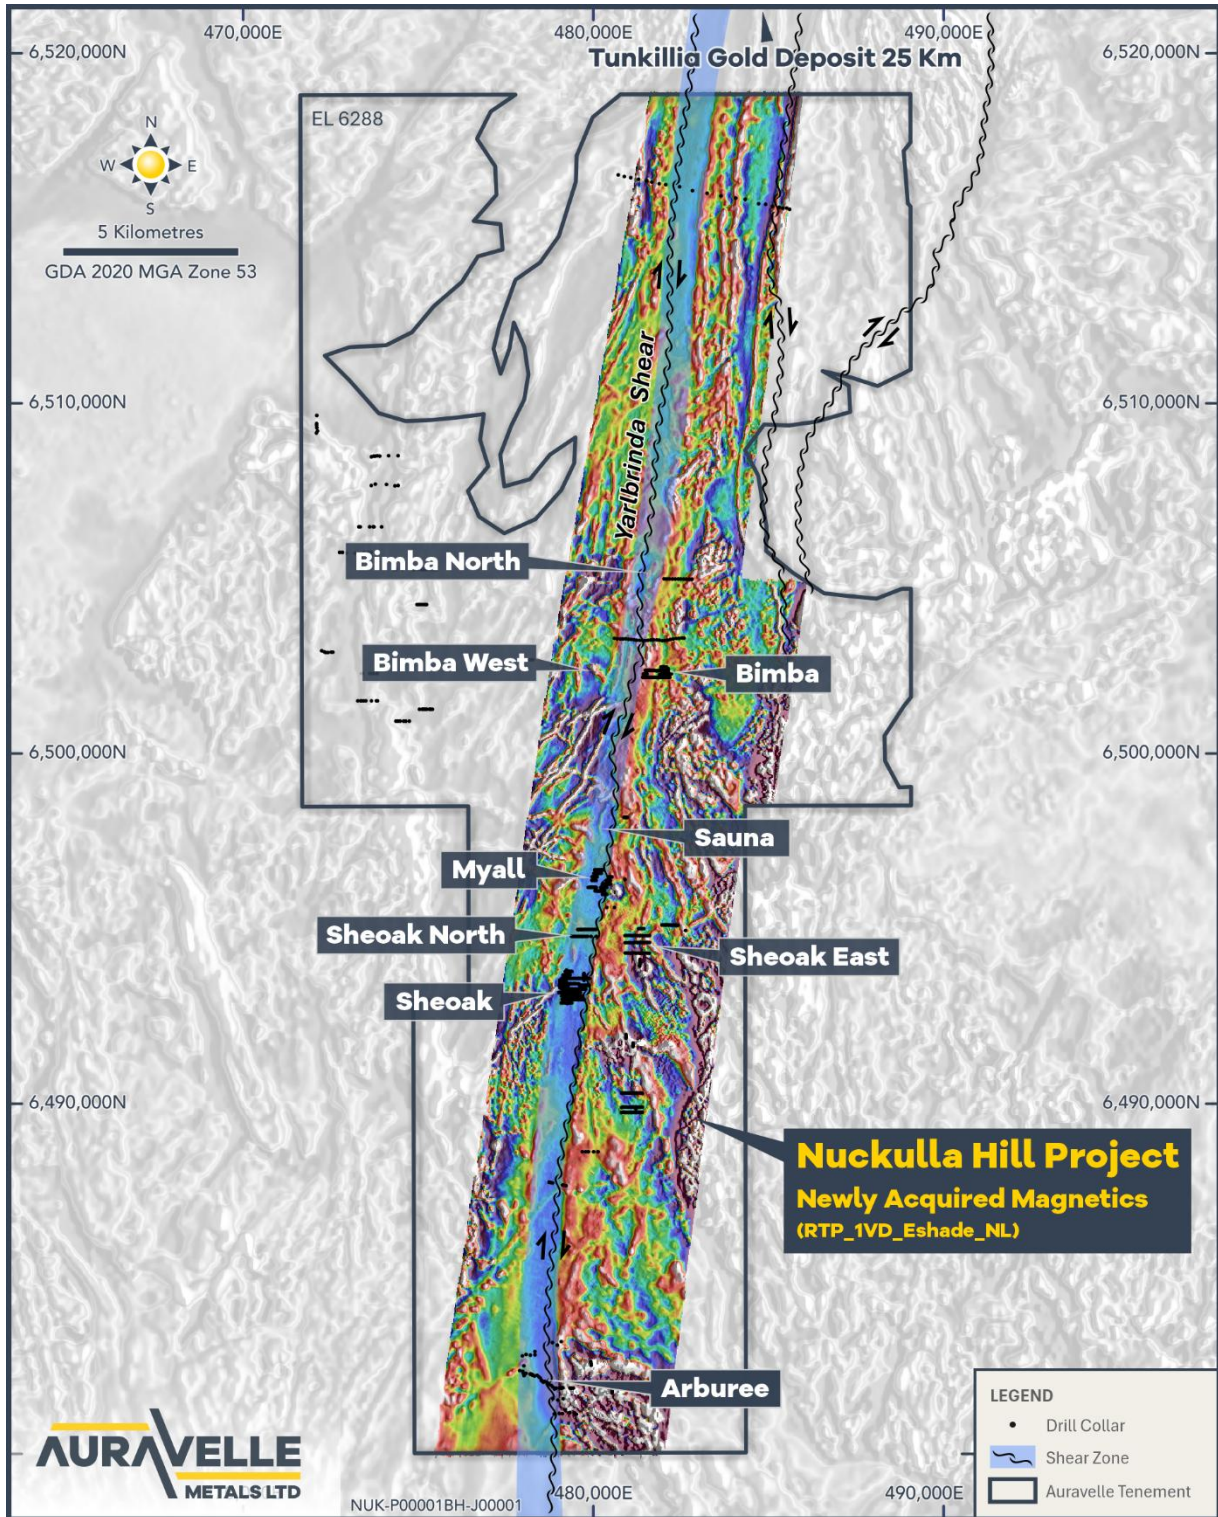 470,000E
480,000E
490,000E
6,520,000N
6,520,000N
Tunkillia Gold Deposit 25 Km
EL 6288
N
W
E
S
5 Kilometres
GDA 2020 MGA Zone 53
6,510,000N
6,510,000N
Yarlbrinda Shear
Bimba North
Bimba West
Bimba
6,500,000N
6,500,000N
Sauna
Myall
Sheoak North
Sheoak East
Sheoak
6,490,000N
6,490,000N
Nuckulla Hill Project
Newly Acquired Magnetics
(RTP_1VD_Eshade_NL)
Arburee
LEGEND
Drill Collar
Shear Zone
Auravelle Tenement
AURAVELLE
METALS LTD
NUK-P00001BH-J00001
480,000E
490,000E